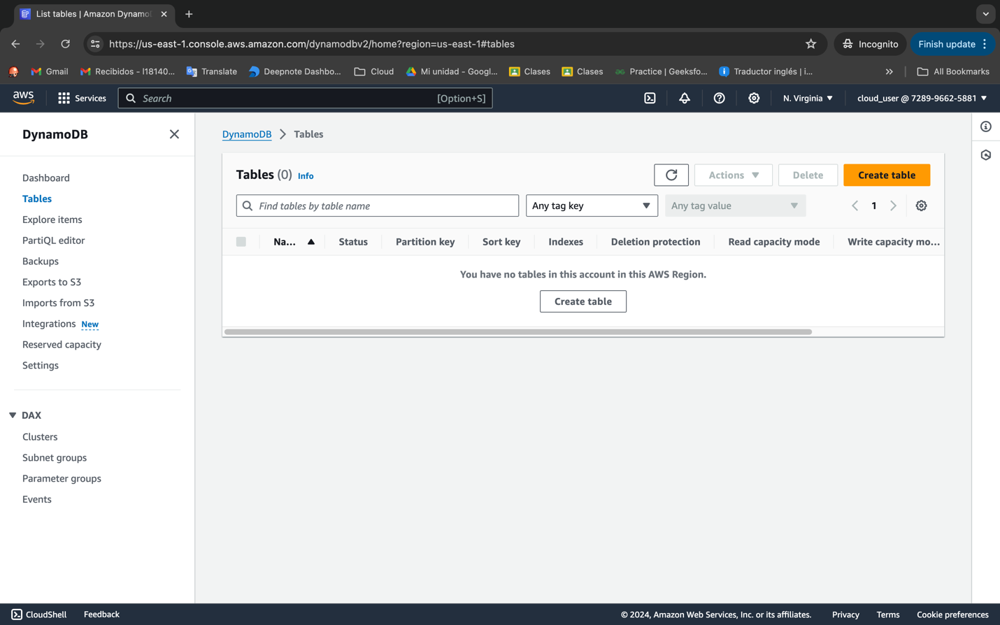 List tables | Amazon Dynamo
https://us-east-1.console.aws.amazon.com/dynamodbv2/home?region=us-east-1#tables
Incognito
Finish update
Gmail
Recibidos - l18140...
Translate
Deepnote Dashbo...
Cloud
Mi unidad - Googl...
Clases
Clases
Practice | Geeksfo...
Traductor inglés | i...
All Bookmarks
aws
Services
Search
[Option+S]
N. Virginia
cloud_user @ 7289-9662-5881
DynamoDB
Dashboard
Tables
Explore items
PartiQL editor
Backups
Exports to S3
Imports from S3
Integrations New
Reserved capacity
Settings
DAX
Clusters
Subnet groups
Parameter groups
Events
DynamoDB > Tables
Tables (0) Info
Actions
Delete
Create table
Find tables by table name
Any tag key
Any tag value
1
Na...
Status
Partition key
Sort key
Indexes
Deletion protection
Read capacity mode
Write capacity mo...
You have no tables in this account in this AWS Region.
Create table
CloudShell
Feedback
© 2024, Amazon Web Services, Inc. or its affiliates.
Privacy
Terms
Cookie preferences